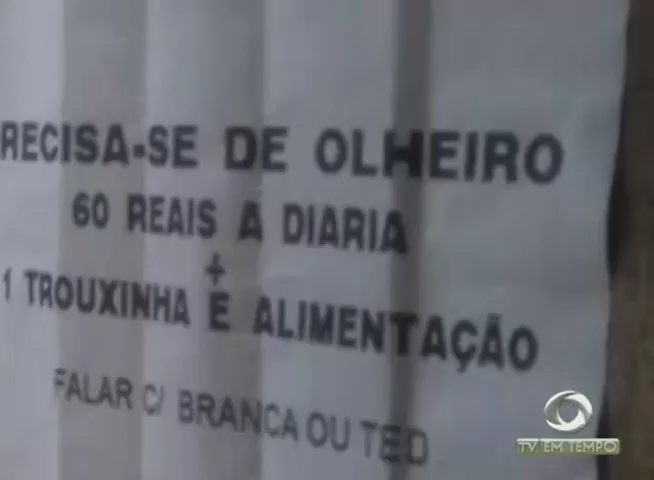 RECISA-SE DE OLHEIRO
60 REAIS A DIARIA
+
1 TROUXINHA E ALIMENTAÇÃO
FALAR C/ BRANCA OU TED
TV EM TEMPO